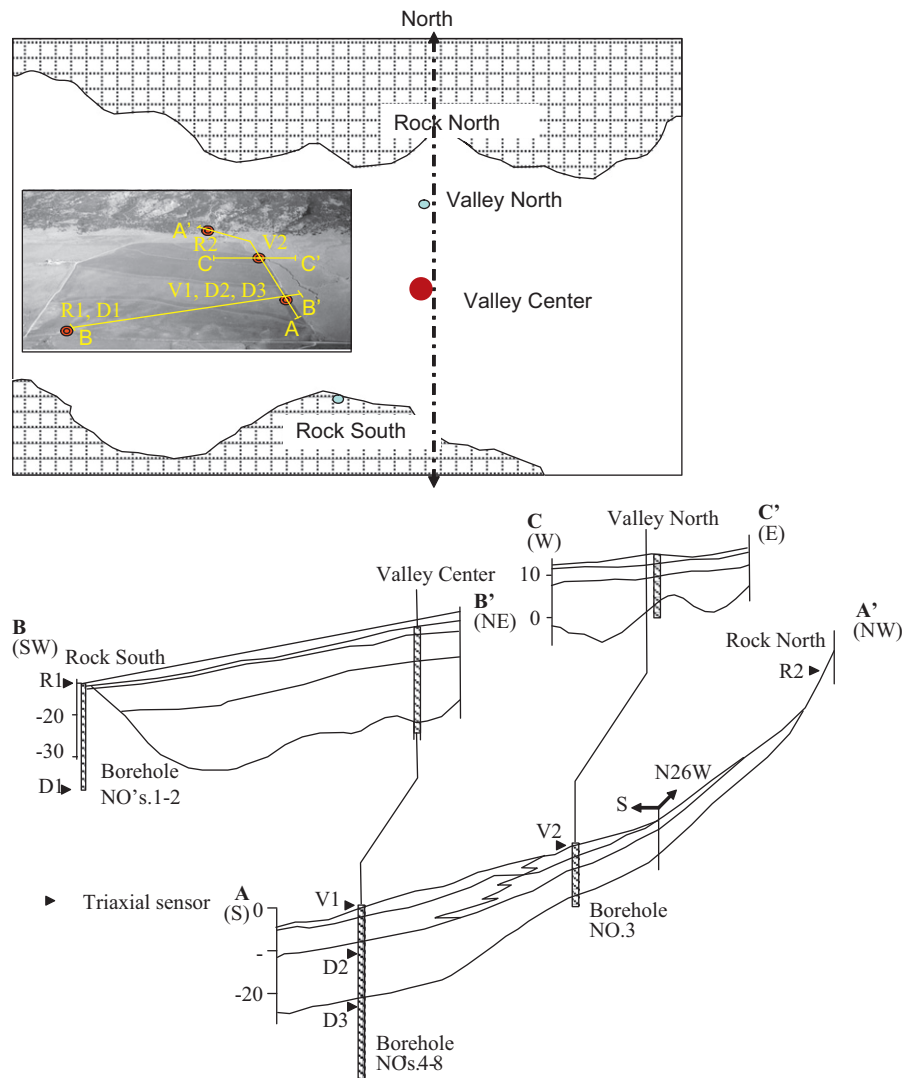 North
Rock North
Valley North
Valley Center
Rock South
A'
R2
V2
C
C'
V1, D2, D3
B'
R1, D1
B
A
C
(W)
Valley North
C'
(E)
10
0
Valley Center
B'
(NE)
B
(SW)
Rock South
R1
-20
-30
D1
Borehole
NO's.1-2
A'
(NW)
Rock North
R2
N26W
S
V2
Borehole
NO.3
Triaxial sensor
A
(S)
0
-
-20
V1
D2
D3
Borehole
NO's.4-8